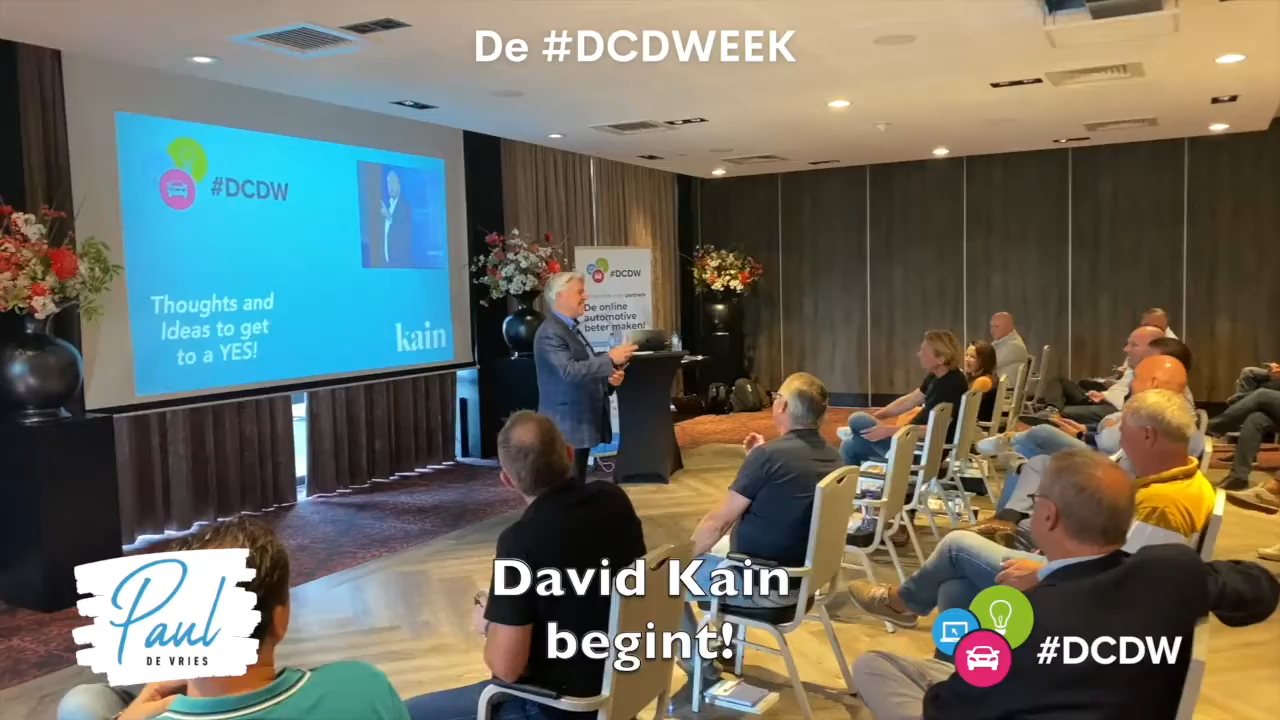 De #DCDWEEK
#DCDW
Thoughts and
Ideas to get
to a YES!
kain
#DCDW
partners
De online
automotive
beter maken!
David Kain
begint!
Paul
DE VRIES
#DCDW